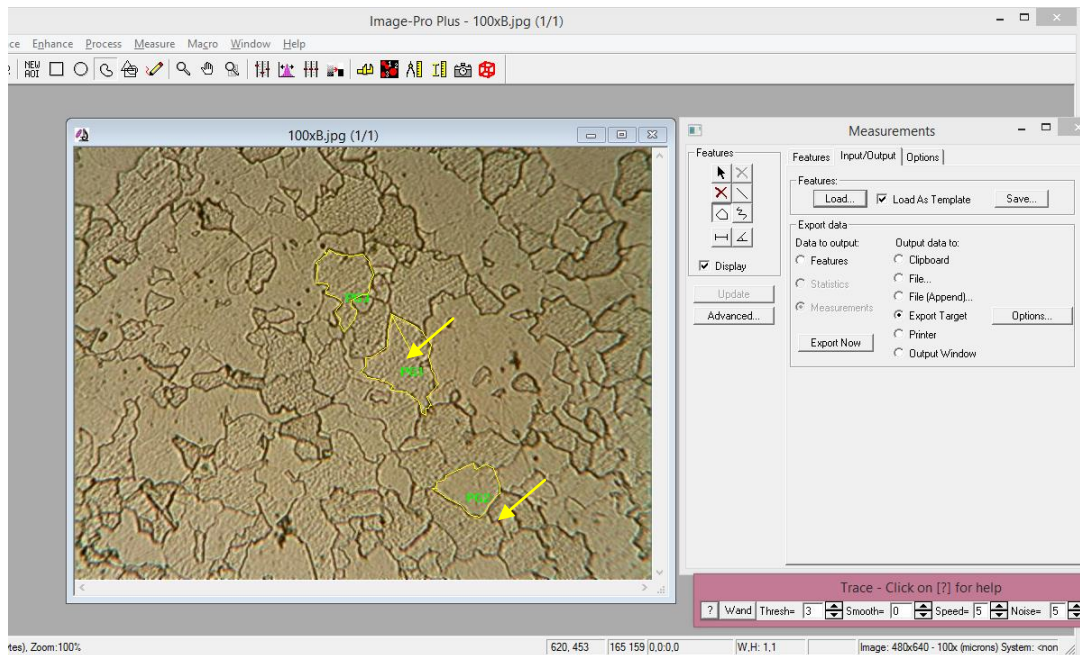 Image-Pro Plus - 100xB.jpg (1/1)
ce Enhance Process Measure Macro Window Help
NEW AOI
100xB.jpg (1/1)
PG3
PG1
Measurements
Features
Display
Update
Advanced...
Features Input/Output Options
Features:
Load... Load As Template Save...
Export data
Data to output: Output data to:
Features Clipboard
Statistics File...
Measurements File (Append)...
Export Target Options...
Export Now Printer
Output Window
Trace - Click on [?] for help
? Wand Thresh= 3 Smooth= 0 Speed= 5 Noise= 5
tes), Zoom:100% 620, 453 165 159 0,0:0,0 W,H: 1,1 Image: 480x640 - 100x (microns) System: <non